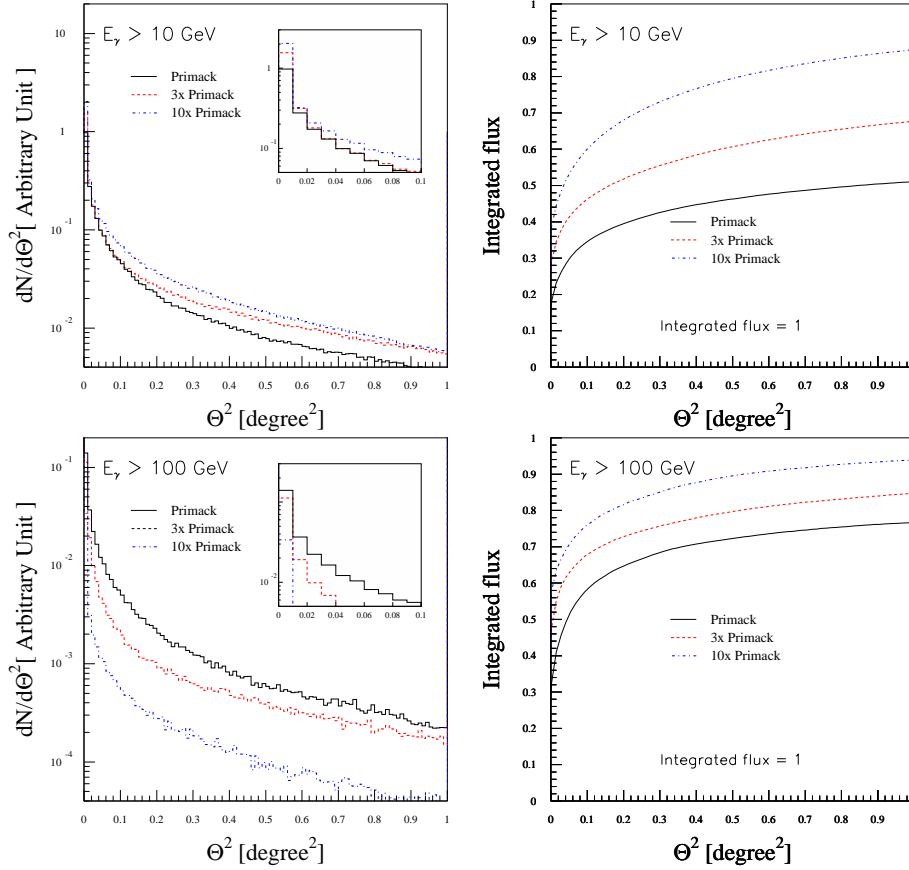 E_γ > 10 GeV
dN/dΘ²[ Arbitrary Unit ]
10
1
10⁻¹
10⁻²
Primack
3x Primack
10x Primack
1
10⁻¹
0 0.02 0.04 0.06 0.08 0.1
0 0.1 0.2 0.3 0.4 0.5 0.6 0.7 0.8 0.9 1
Θ² [degree²]
E_γ > 10 GeV
Integrated flux
1
0.9
0.8
0.7
0.6
0.5
0.4
0.3
0.2
0.1
0
Primack
3x Primack
10x Primack
Integrated flux = 1
0 0.1 0.2 0.3 0.4 0.5 0.6 0.7 0.8 0.9
Θ² [degree²]
E_γ > 100 GeV
dN/dΘ²[ Arbitrary Unit ]
10⁻¹
10⁻²
10⁻³
10⁻⁴
Primack
3x Primack
10x Primack
10⁻²
0 0.02 0.04 0.06 0.08 0.1
0 0.1 0.2 0.3 0.4 0.5 0.6 0.7 0.8 0.9 1
Θ² [degree²]
E_γ > 100 GeV
Integrated flux
1
0.9
0.8
0.7
0.6
0.5
0.4
0.3
0.2
0.1
0
Primack
3x Primack
10x Primack
Integrated flux = 1
0 0.1 0.2 0.3 0.4 0.5 0.6 0.7 0.8 0.9
Θ² [degree²]